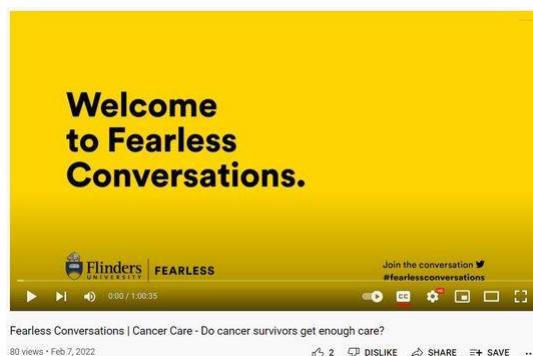 Welcome
to Fearless
Conversations.
Flinders
UNIVERSITY
FEARLESS
Join the conversation
#fearlessconversations
0:00 / 1:00:35
CC
HD
Fearless Conversations | Cancer Care - Do cancer survivors get enough care?
80 views • Feb 7, 2022
2
DISLIKE
SHARE
SAVE